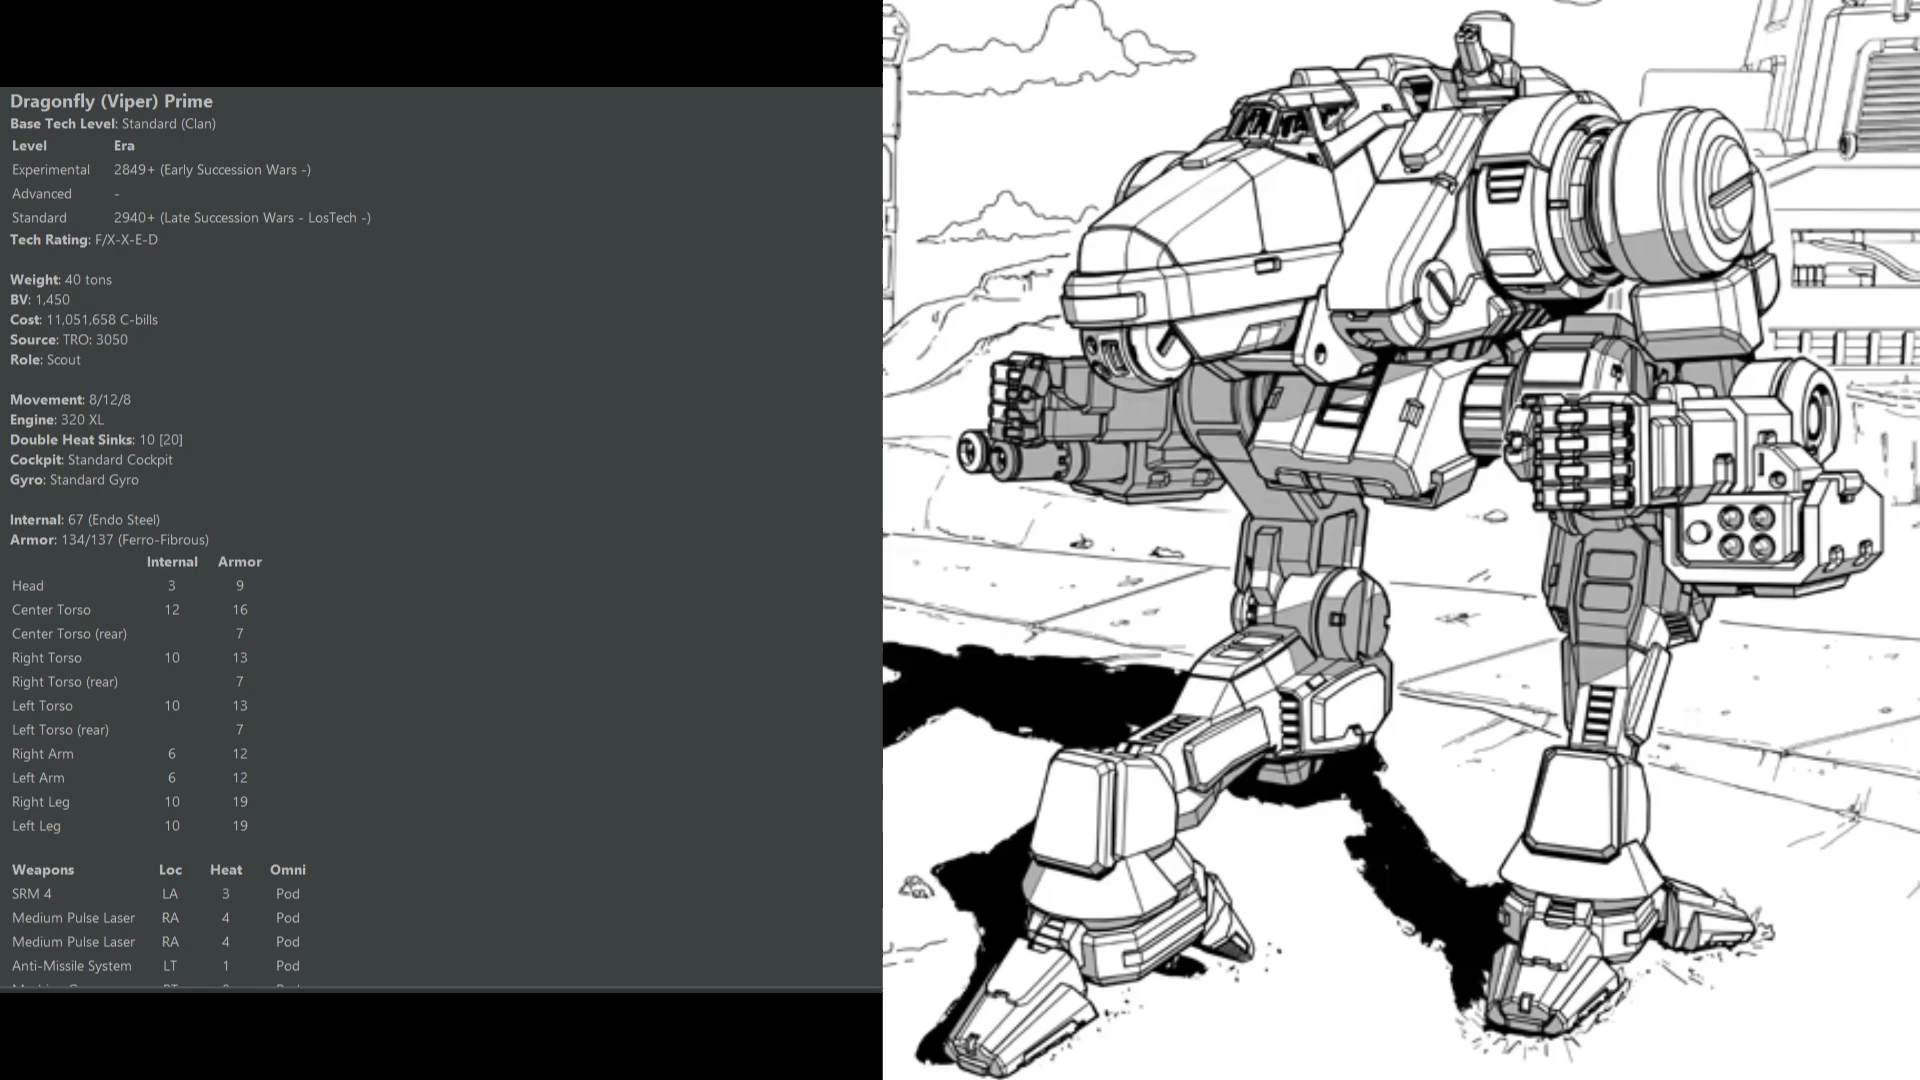 Dragonfly (Viper) Prime
Base Tech Level: Standard (Clan)
Level Era
Experimental 2849+ (Early Succession Wars -)
Advanced -
Standard 2940+ (Late Succession Wars - LosTech -)
Tech Rating: F/X-X-E-D
Weight: 40 tons
BV: 1,450
Cost: 11,051,658 C-bills
Source: TRO: 3050
Role: Scout
Movement: 8/12/8
Engine: 320 XL
Double Heat Sinks: 10 [20]
Cockpit: Standard Cockpit
Gyro: Standard Gyro
Internal: 67 (Endo Steel)
Armor: 134/137 (Ferro-Fibrous)
Internal Armor
Head 3 9
Center Torso 12 16
Center Torso (rear) 7
Right Torso 10 13
Right Torso (rear) 7
Left Torso 10 13
Left Torso (rear) 7
Right Arm 6 12
Left Arm 6 12
Right Leg 10 19
Left Leg 10 19
Weapons Loc Heat Omni
SRM 4 LA 3 Pod
Medium Pulse Laser RA 4 Pod
Medium Pulse Laser RA 4 Pod
Anti-Missile System LT 1 Pod